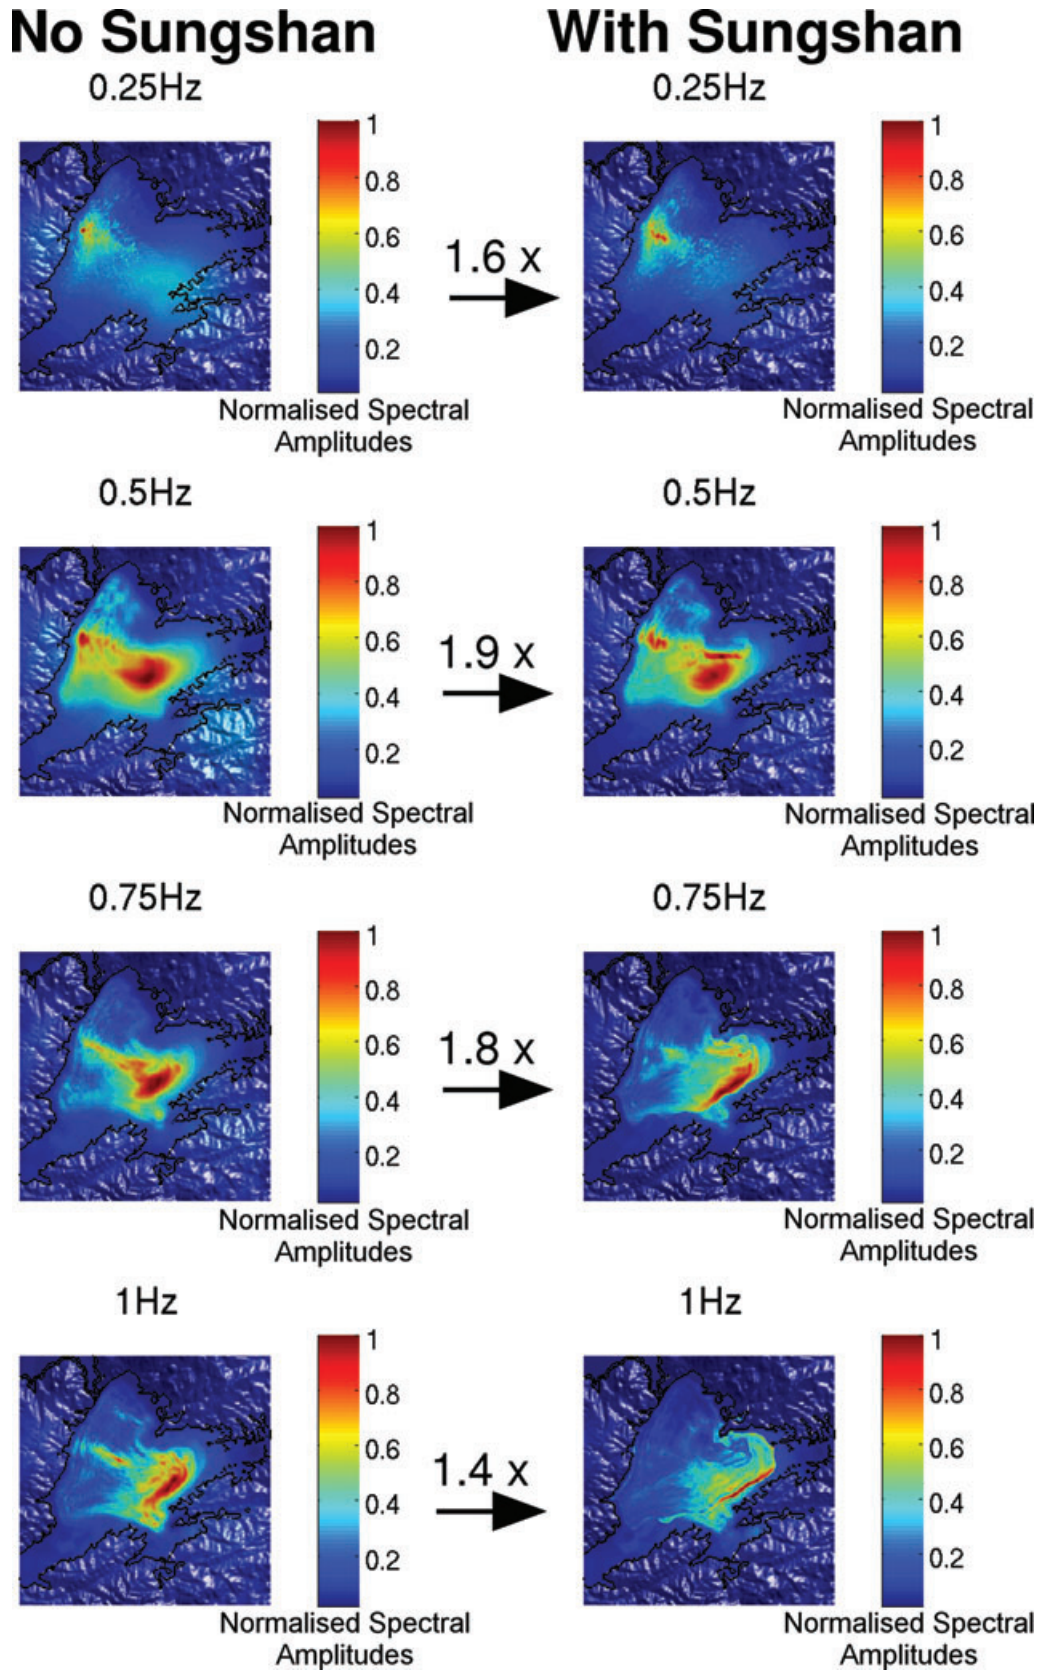 No Sungshan
With Sungshan
0.25Hz
0.25Hz
1
0.8
0.6
0.4
0.2
Normalised Spectral
Amplitudes
1.6 x
1
0.8
0.6
0.4
0.2
Normalised Spectral
Amplitudes
0.5Hz
0.5Hz
1
0.8
0.6
0.4
0.2
Normalised Spectral
Amplitudes
1.9 x
1
0.8
0.6
0.4
0.2
Normalised Spectral
Amplitudes
0.75Hz
0.75Hz
1
0.8
0.6
0.4
0.2
Normalised Spectral
Amplitudes
1.8 x
1
0.8
0.6
0.4
0.2
Normalised Spectral
Amplitudes
1Hz
1Hz
1
0.8
0.6
0.4
0.2
Normalised Spectral
Amplitudes
1.4 x
1
0.8
0.6
0.4
0.2
Normalised Spectral
Amplitudes